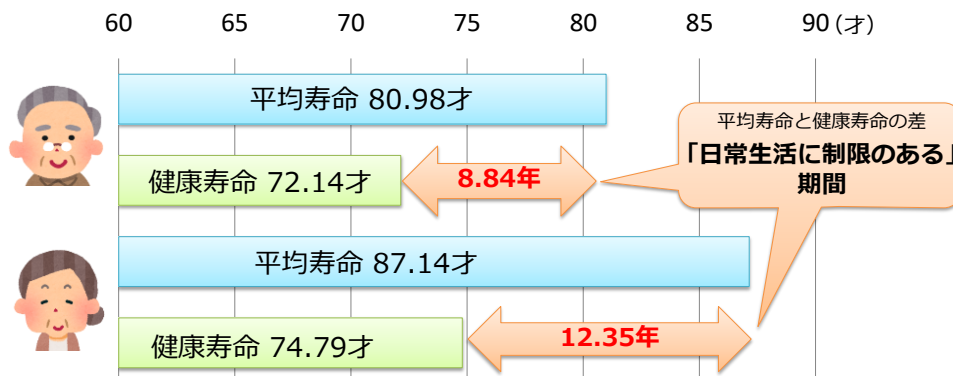 60 65 70 75 80 85 90 (才)
平均寿命 80.98才
平均寿命と健康寿命の差
「日常生活に制限のある」
期間
健康寿命 72.14才
8.84年
平均寿命 87.14才
健康寿命 74.79才
12.35年